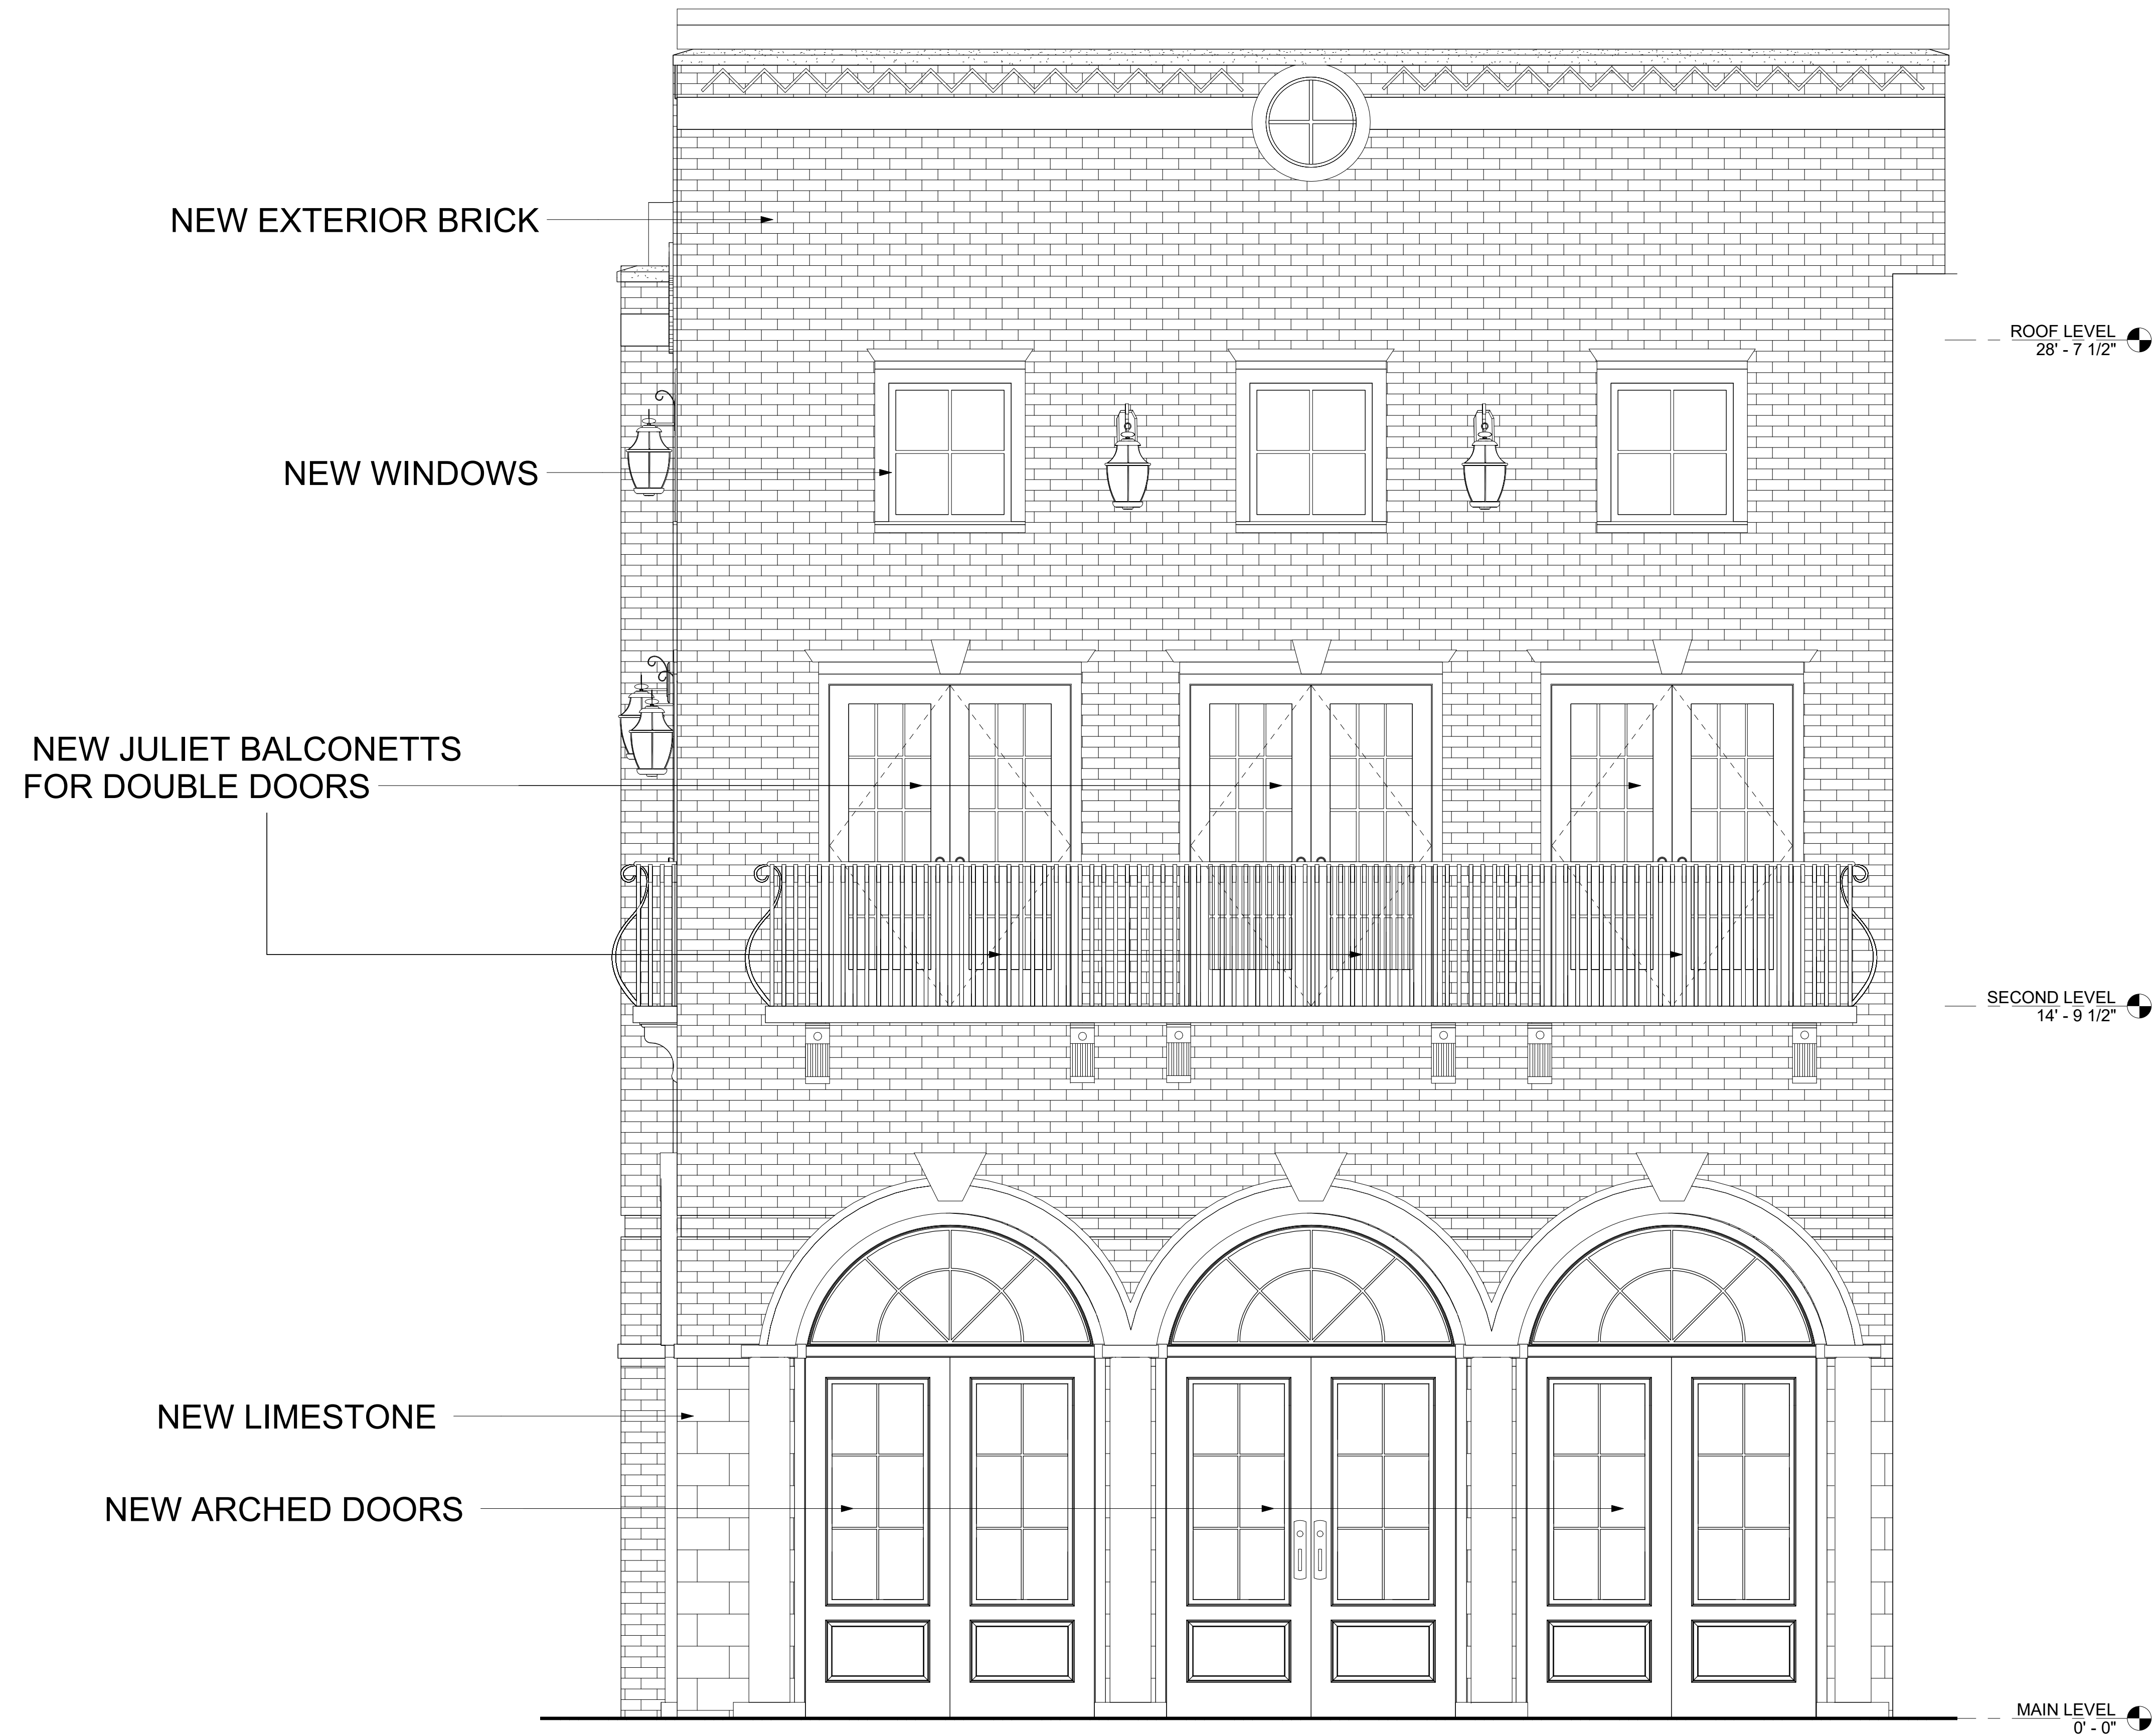 NEW EXTERIOR BRICK
ROOF LEVEL
28' - 7 1/2"
NEW WINDOWS
NEW JULIET BALCONETTS
FOR DOUBLE DOORS
SECOND LEVEL
14' - 9 1/2"
NEW LIMESTONE
NEW ARCHED DOORS
MAIN LEVEL
0' - 0"